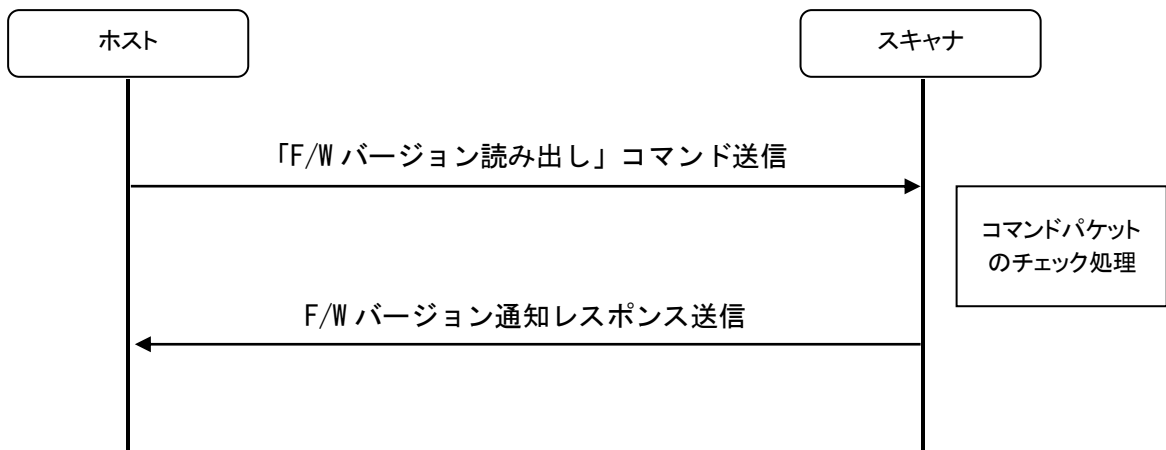 ホスト
スキャナ
「F/W バージョン読み出し」コマンド送信
コマンドパケット
のチェック処理
F/W バージョン通知レスポンス送信